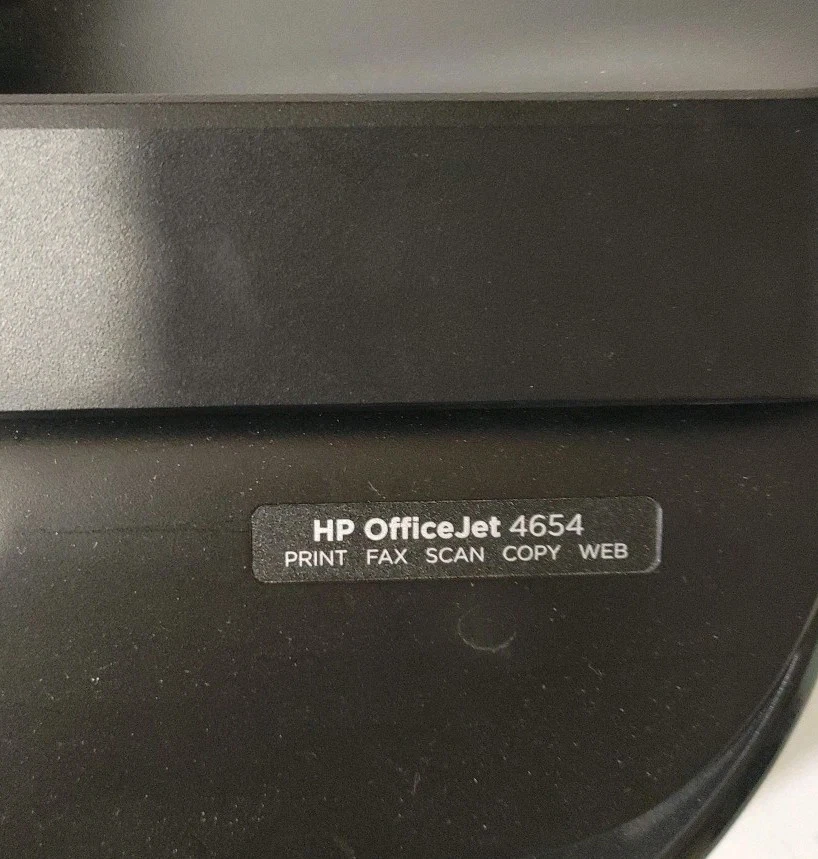 HP OfficeJet 4654
PRINT FAX SCAN COPY WEB